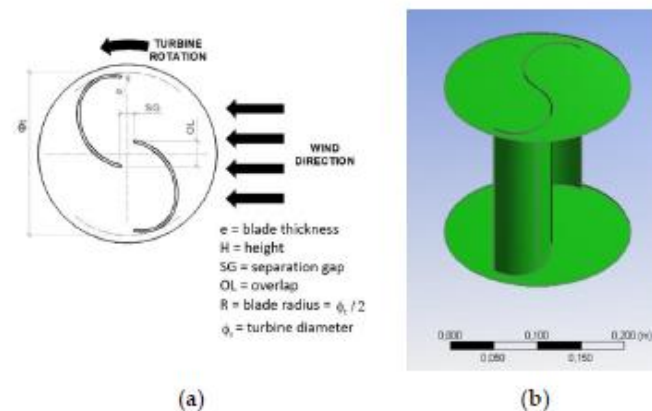 TURBINE
ROTATION
e
SG
OL
Φt
WIND
DIRECTION
e = blade thickness
H = height
SG = separation gap
OL = overlap
R = blade radius = ϕt / 2
ϕt = turbine diameter
0,000
0,100
0,200 (m)
0,050
0,150
(a)
(b)